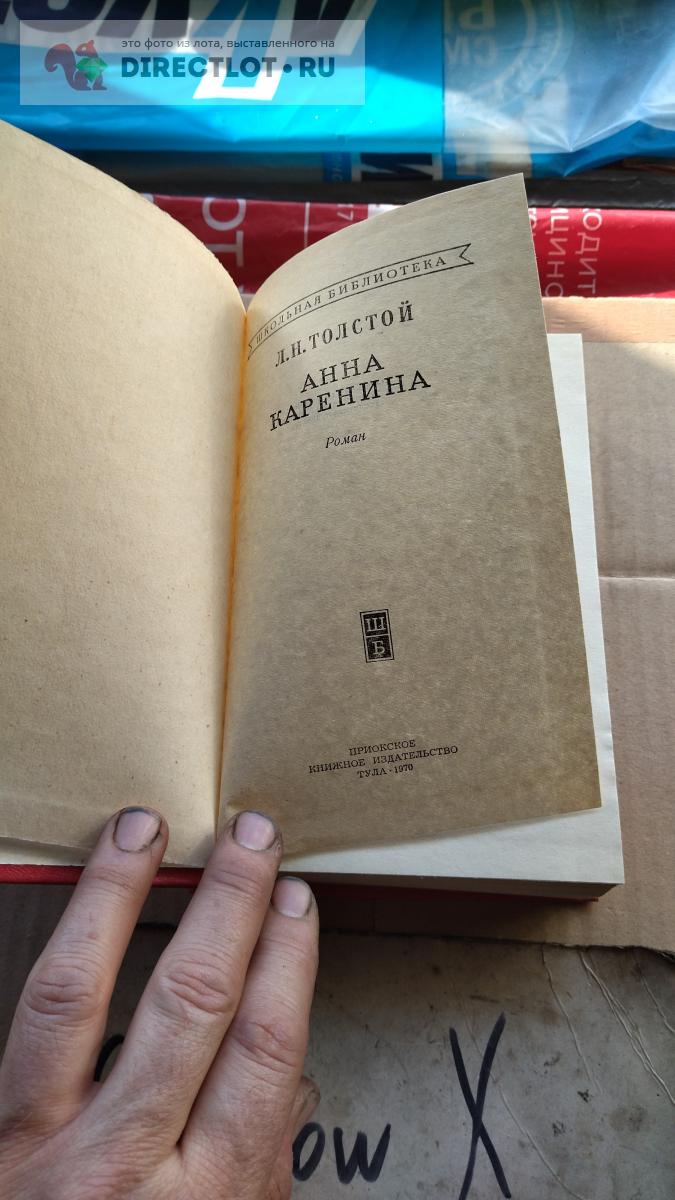 это фото из лота, выставленного на
DIRECTLOT•RU
ШКОЛЬНАЯ БИБЛИОТЕКА
Л.Н.ТОЛСТОЙ
АННА
КАРЕНИНА
Роман
Ш
Б
ПРИОКСКОЕ
КНИЖНОЕ ИЗДАТЕЛЬСТВО
ТУЛА · 1970
ow X